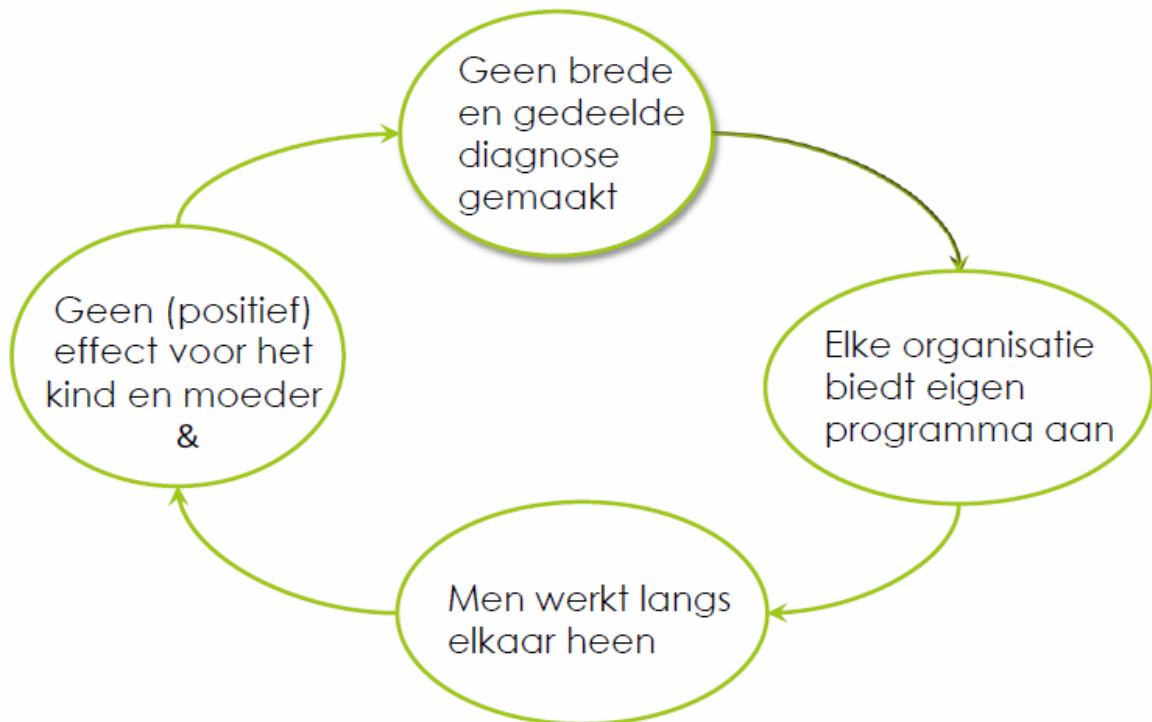 Geen brede
en gedeelde
diagnose
gemaakt
Elke organisatie
biedt eigen
programma aan
Men werkt langs
elkaar heen
Geen (positief)
effect voor het
kind en moeder
&